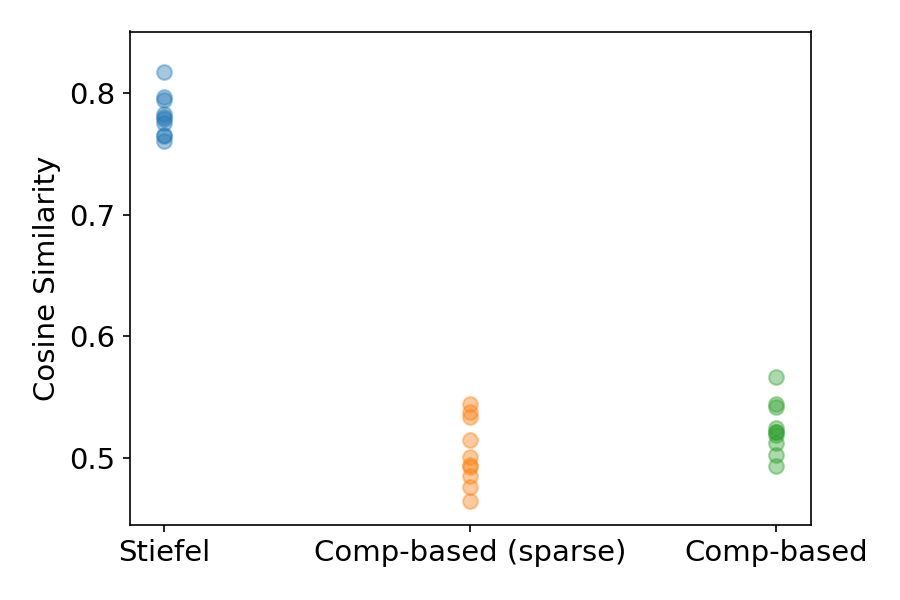 Cosine Similarity
0.8
0.7
0.6
0.5
Stiefel
Comp-based (sparse)
Comp-based